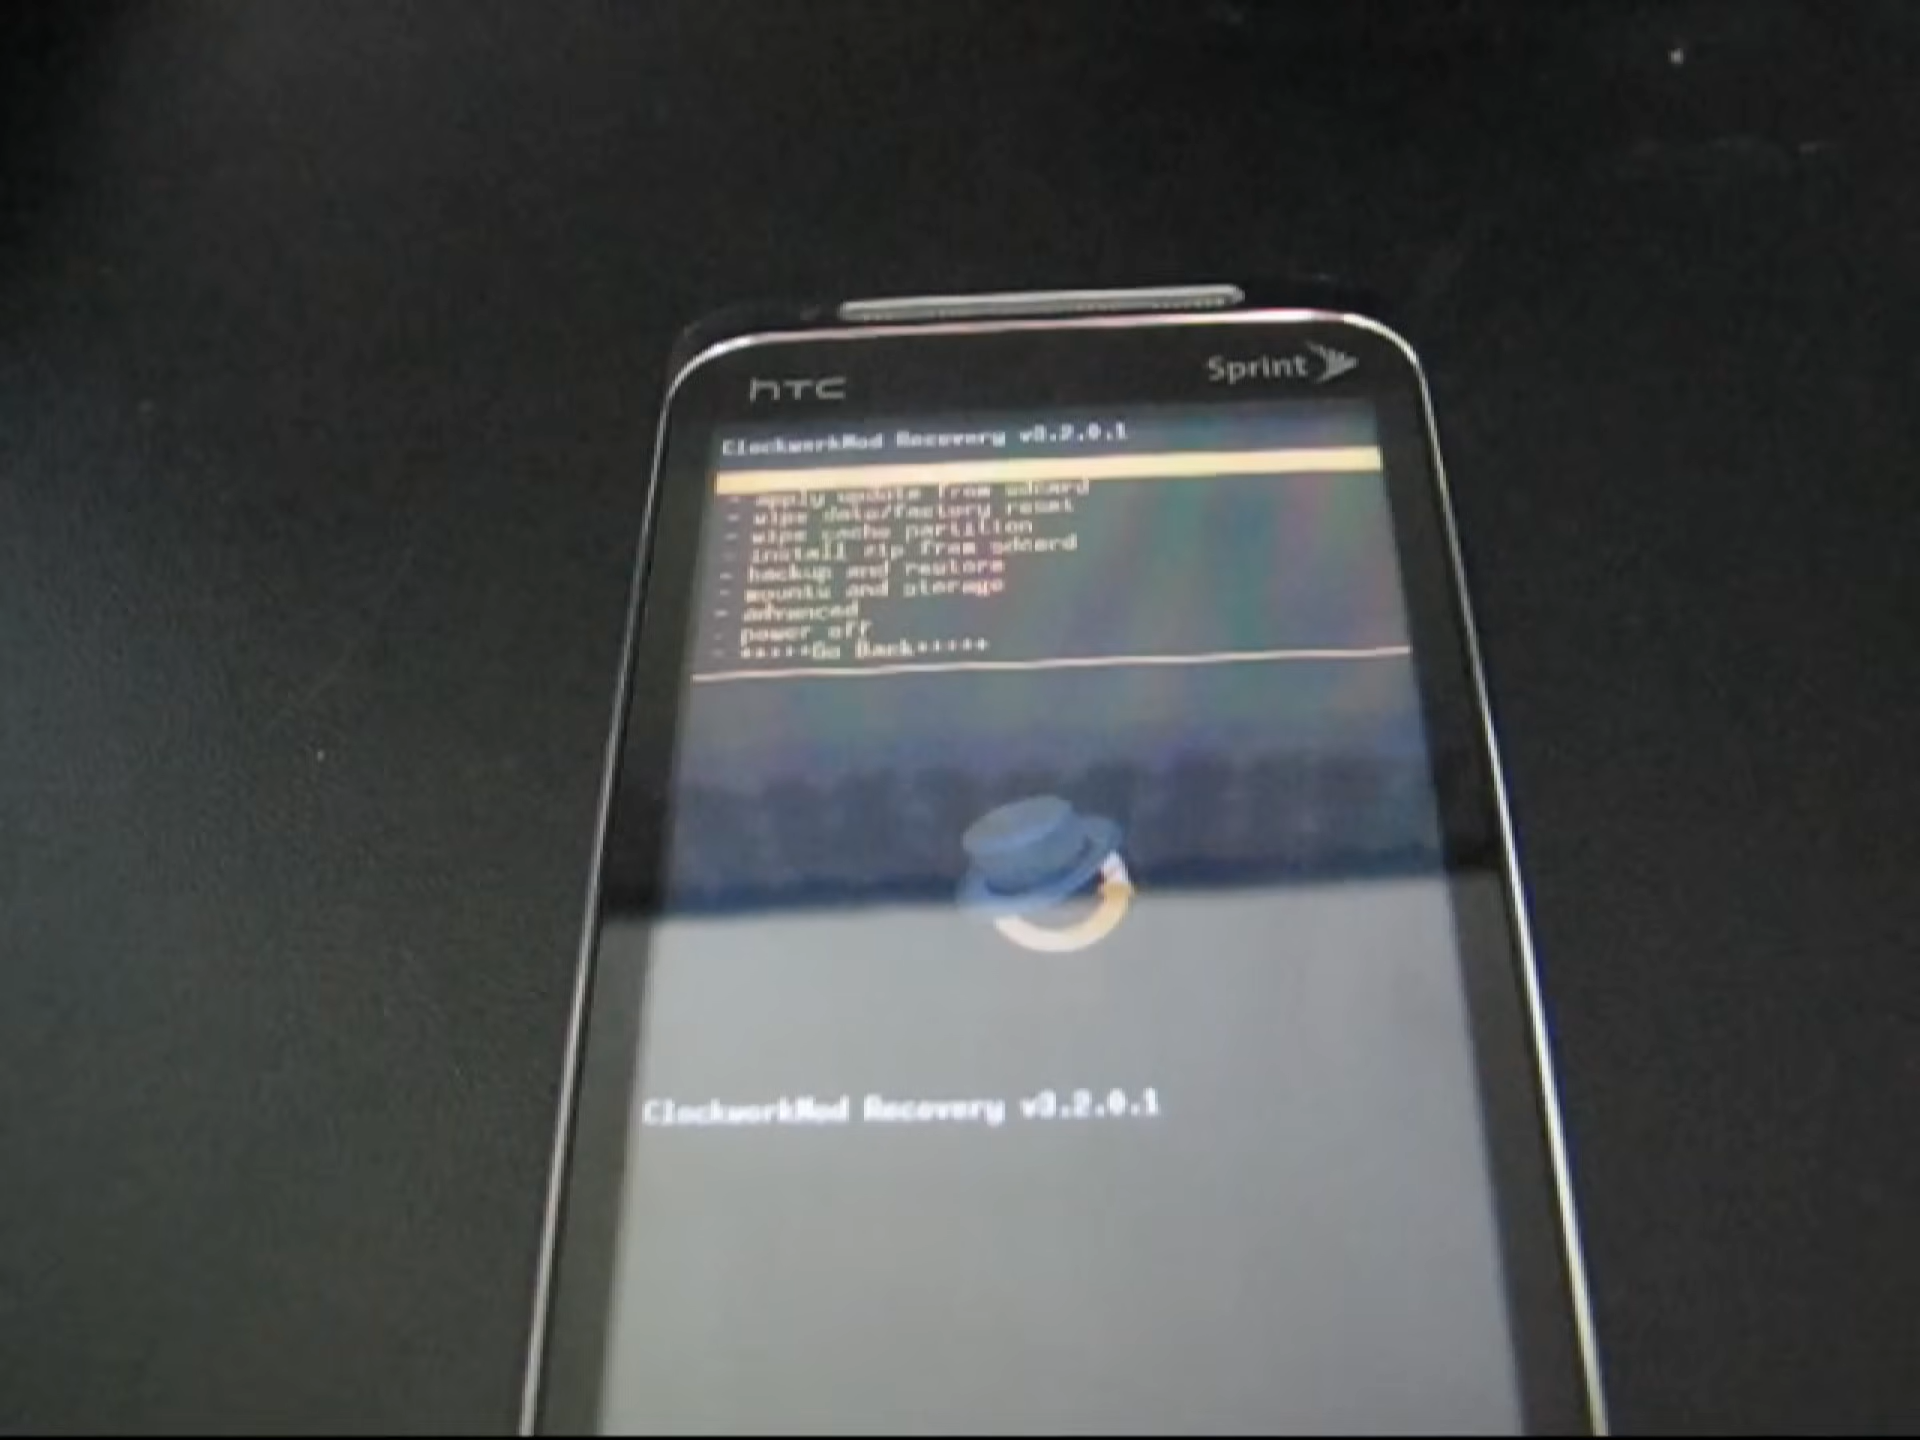 hTC
Sprint
ClockworkMod Recovery v3.2.0.1
- apply update from sdcard
- wipe data/factory reset
- wipe cache partition
- install zip from sdcard
- backup and restore
- mounts and storage
- advanced
- power off
- +++++Go Back+++++
ClockworkMod Recovery v3.2.0.1